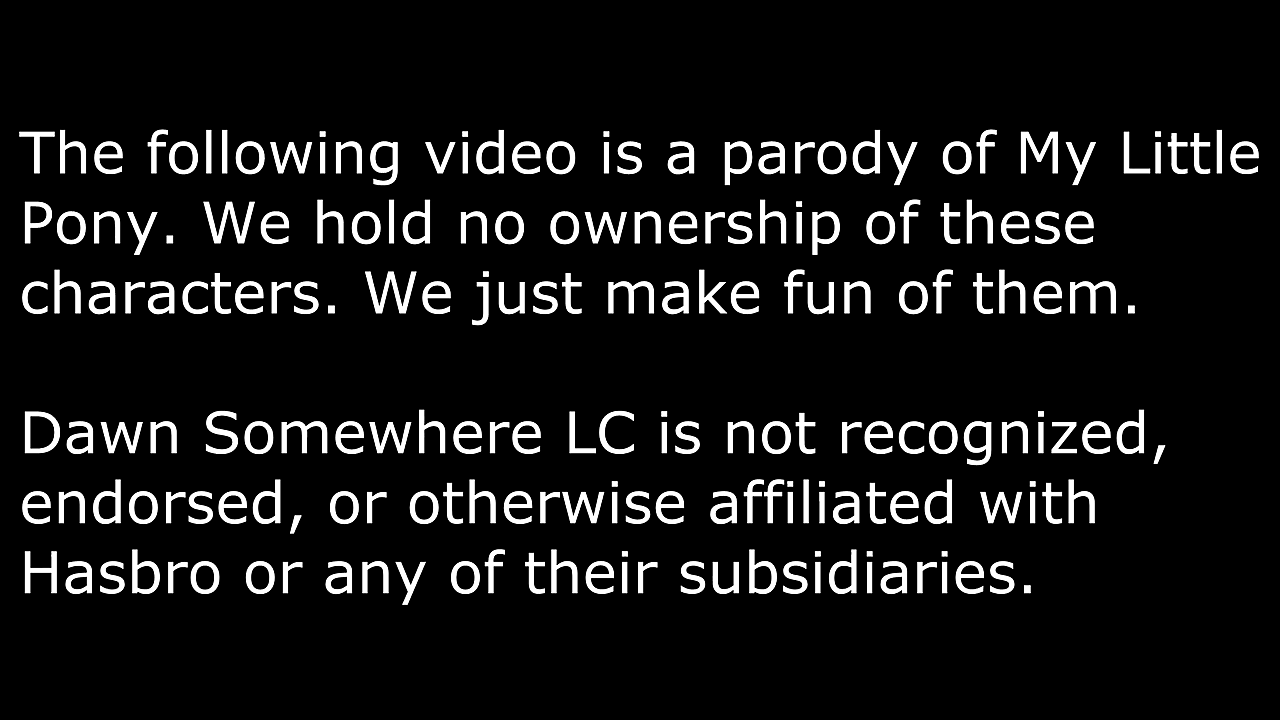 The following video is a parody of My Little
Pony. We hold no ownership of these
characters. We just make fun of them.
Dawn Somewhere LC is not recognized,
endorsed, or otherwise affiliated with
Hasbro or any of their subsidiaries.